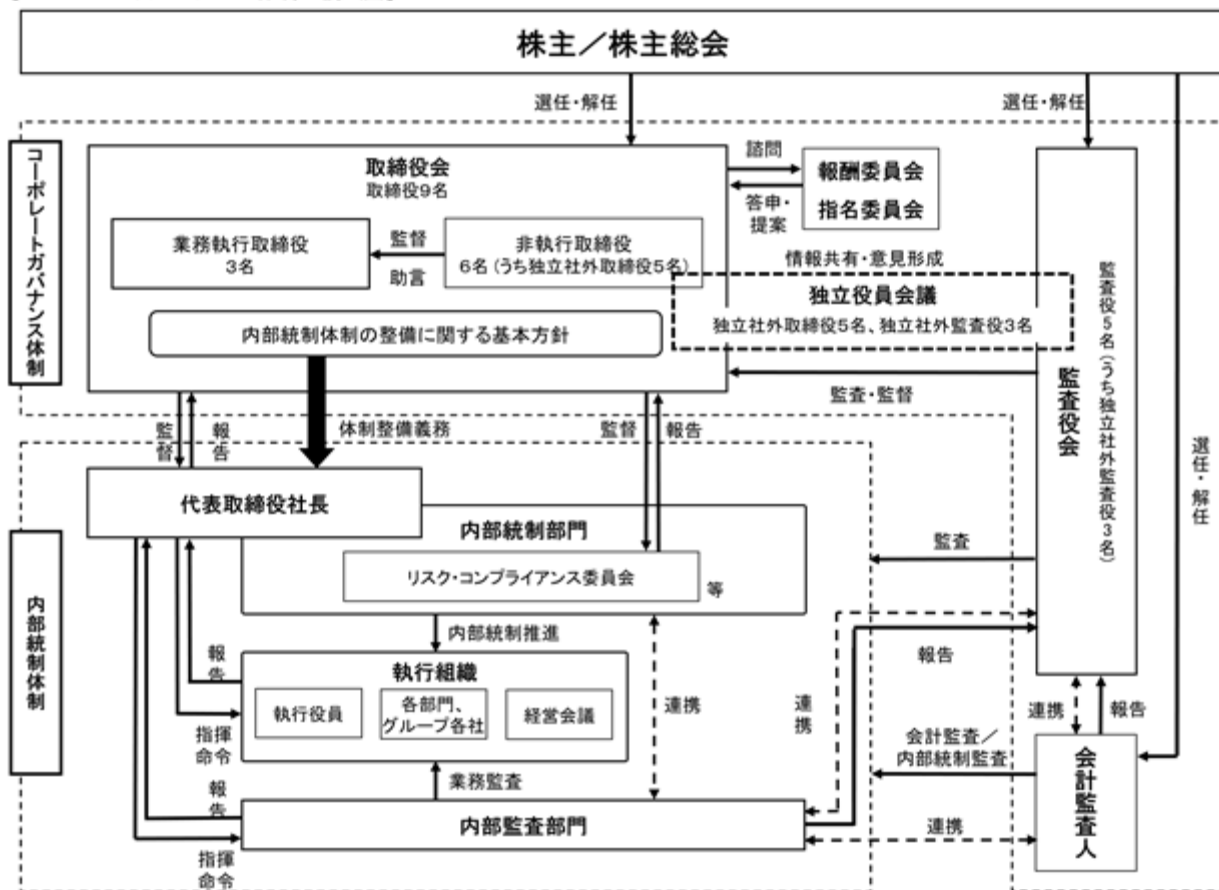 株主／株主総会
選任・解任
選任・解任
コーポレートガバナンス体制
取締役会
取締役9名
諮問
答申・
提案
報酬委員会
指名委員会
業務執行取締役
3名
監督
助言
非執行取締役
6名（うち独立社外取締役5名）
情報共有・意見形成
独立役員会議
独立社外取締役5名、独立社外監査役3名
内部統制体制の整備に関する基本方針
監査・監督
監査役会
監査役5名（うち独立社外監査役3名）
選任・解任
監督
報告
体制整備義務
監督
報告
内部統制体制
代表取締役社長
内部統制部門
リスク・コンプライアンス委員会
等
監査
内部統制推進
報告
執行組織
執行役員
各部門、
グループ各社
経営会議
指揮
命令
連携
連携
報告
連携
報告
会計監査／
内部統制監査
会計監査人
業務監査
報告
内部監査部門
連携
指揮
命令